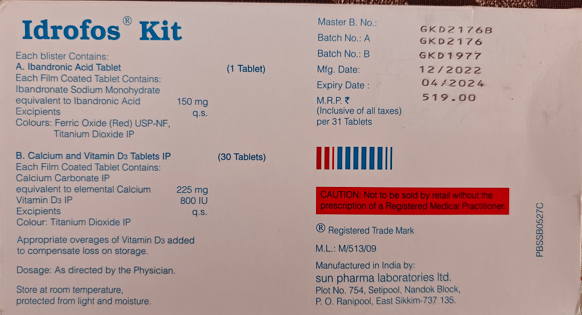 Idrofos® Kit
Each blister Contains:
A. Ibandronic Acid Tablet (1 Tablet)
Each Film Coated Tablet Contains:
Ibandronate Sodium Monohydrate
equivalent to Ibandronic Acid 150 mg
Excipients q.s.
Colours: Ferric Oxide (Red) USP-NF,
Titanium Dioxide IP
B. Calcium and Vitamin D3 Tablets IP (30 Tablets)
Each Film Coated Tablet Contains:
Calcium Carbonate IP
equivalent to elemental Calcium 225 mg
Vitamin D3 IP 800 IU
Excipients q.s.
Colour: Titanium Dioxide IP
Appropriate overages of Vitamin D3 added
to compensate loss on storage.
Dosage: As directed by the Physician.
Store at room temperature,
protected from light and moisture.
Master B. No.: GKD2176B
Batch No.: A GKD2176
Batch No.: B GKD1977
Mfg. Date: 12/2022
Expiry Date : 04/2024
M.R.P. ₹ 519.00
(Inclusive of all taxes)
per 31 Tablets
CAUTION: Not to be sold by retail without the
prescription of a Registered Medical Practitioner.
® Registered Trade Mark
M.L.: M/513/09
Manufactured in India by:
sun pharma laboratories ltd.
Plot No. 754, Setipool, Nandok Block,
P. O. Ranipool, East Sikkim-737 135.
PBSSB0527C